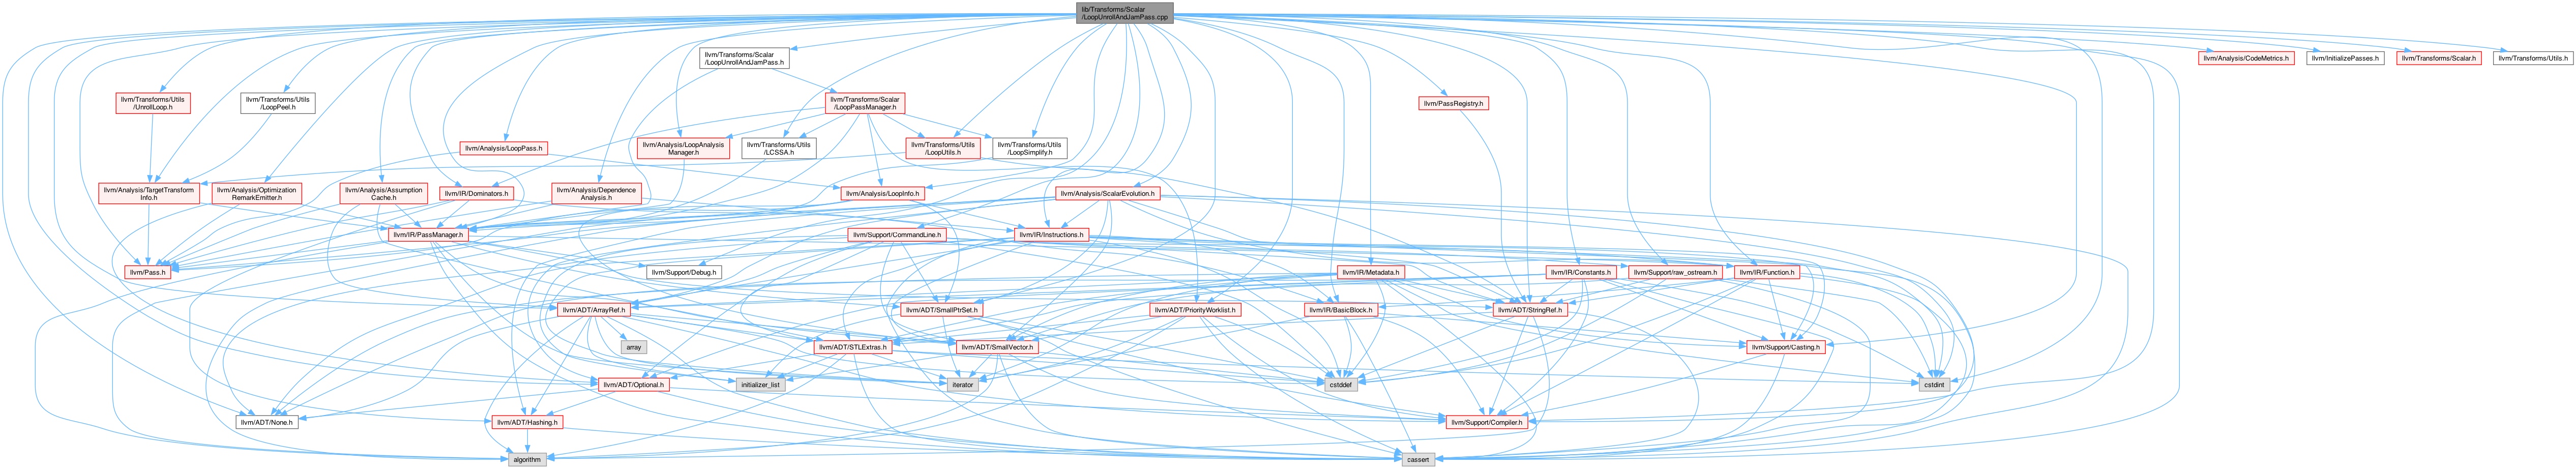 lib/Transforms/Scalar
/LoopUnrollAndJamPass.cpp
llvm/Transforms/Scalar
/LoopUnrollAndJamPass.h
llvm/Analysis/CodeMetrics.h
llvm/InitializePasses.h
llvm/Transforms/Scalar.h
llvm/Transforms/Utils.h
llvm/Transforms/Utils
/UnrollLoop.h
llvm/Transforms/Utils
/LoopPeel.h
llvm/Transforms/Scalar
/LoopPassManager.h
llvm/PassRegistry.h
llvm/Analysis/LoopPass.h
llvm/Analysis/LoopAnalysis
Manager.h
llvm/Transforms/Utils
/LCSSA.h
llvm/Transforms/Utils
/LoopUtils.h
llvm/Transforms/Utils
/LoopSimplify.h
llvm/Analysis/TargetTransform
Info.h
llvm/Analysis/Optimization
RemarkEmitter.h
llvm/Analysis/Assumption
Cache.h
llvm/IR/Dominators.h
llvm/Analysis/Dependence
Analysis.h
llvm/Analysis/LoopInfo.h
llvm/Analysis/ScalarEvolution.h
llvm/IR/PassManager.h
llvm/Support/CommandLine.h
llvm/IR/Instructions.h
llvm/Pass.h
llvm/Support/Debug.h
llvm/IR/Metadata.h
llvm/IR/Constants.h
llvm/Support/raw_ostream.h
llvm/IR/Function.h
llvm/ADT/ArrayRef.h
llvm/ADT/SmallPtrSet.h
llvm/ADT/PriorityWorklist.h
llvm/IR/BasicBlock.h
llvm/ADT/StringRef.h
array
llvm/ADT/STLExtras.h
llvm/ADT/SmallVector.h
llvm/Support/Casting.h
llvm/ADT/Optional.h
initializer_list
iterator
cstddef
cstdint
llvm/ADT/None.h
llvm/ADT/Hashing.h
llvm/Support/Compiler.h
algorithm
cassert